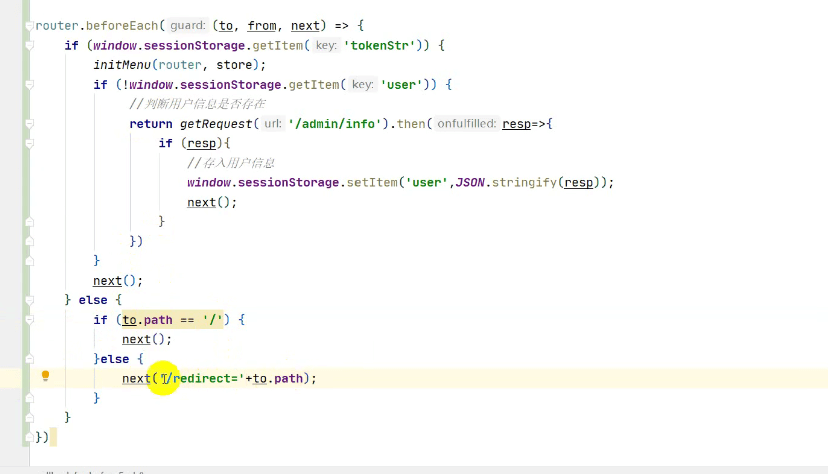 router.beforeEach( guard: (to, from, next) => {
if (window.sessionStorage.getItem( key: 'tokenStr')) {
initMenu(router, store);
if (!window.sessionStorage.getItem( key: 'user')) {
//判断用户信息是否存在
return getRequest( url: '/admin/info').then( onfulfilled: resp=>{
if (resp){
//存入用户信息
window.sessionStorage.setItem('user',JSON.stringify(resp));
next();
}
})
}
next();
} else {
if (to.path == '/') {
next();
}else {
next('/redirect='+to.path);
}
}
})